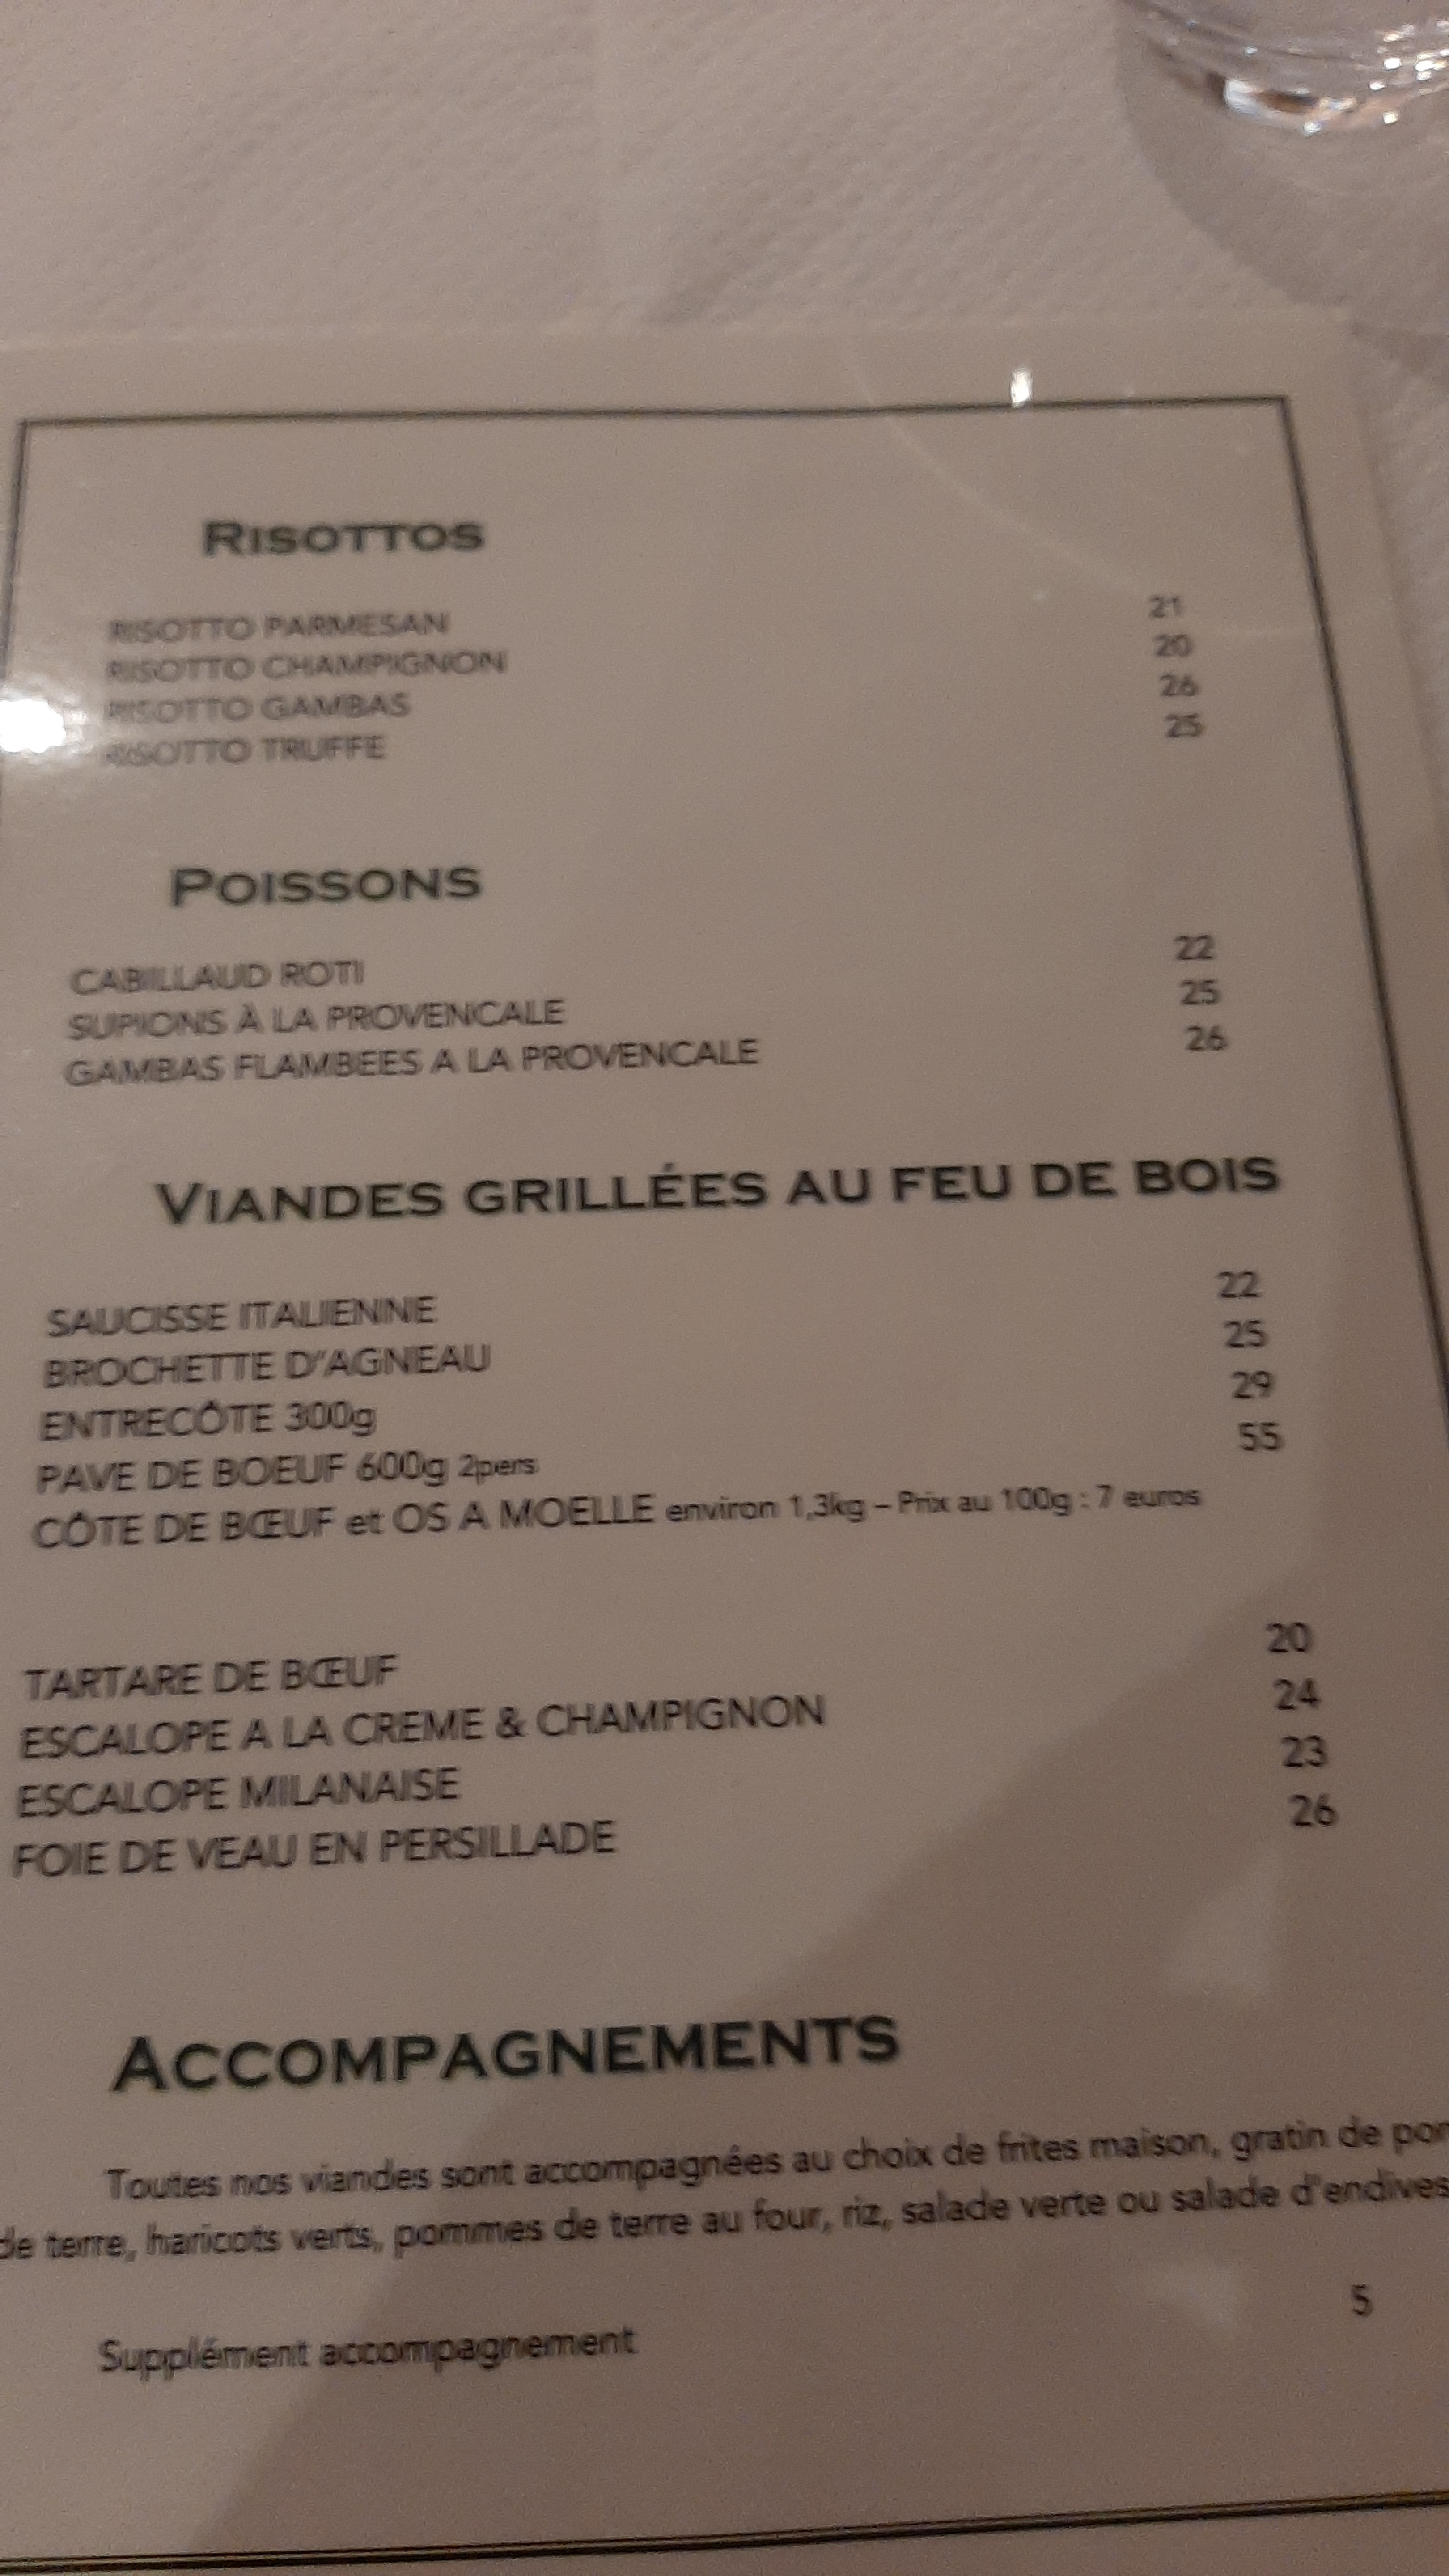 RISOTTOS
RISOTTO PARMESAN 21
RISOTTO CHAMPIGNON 20
RISOTTO GAMBAS 26
RISOTTO TRUFFE 25
POISSONS
CABILLAUD ROTI 22
SUPIONS À LA PROVENCALE 25
GAMBAS FLAMBEES A LA PROVENCALE 26
VIANDES GRILLÉES AU FEU DE BOIS
SAUCISSE ITALIENNE 22
BROCHETTE D'AGNEAU 25
ENTRECÔTE 300g 29
PAVE DE BOEUF 600g 2pers 55
CÔTE DE BŒUF et OS A MOELLE environ 1,3kg – Prix au 100g : 7 euros
TARTARE DE BŒUF 20
ESCALOPE A LA CREME & CHAMPIGNON 24
ESCALOPE MILANAISE 23
FOIE DE VEAU EN PERSILLADE 26
ACCOMPAGNEMENTS
Toutes nos viandes sont accompagnées au choix de frites maison, gratin de pom
de terre, haricots verts, pommes de terre au four, riz, salade verte ou salade d'endives
Supplément accompagnement 5